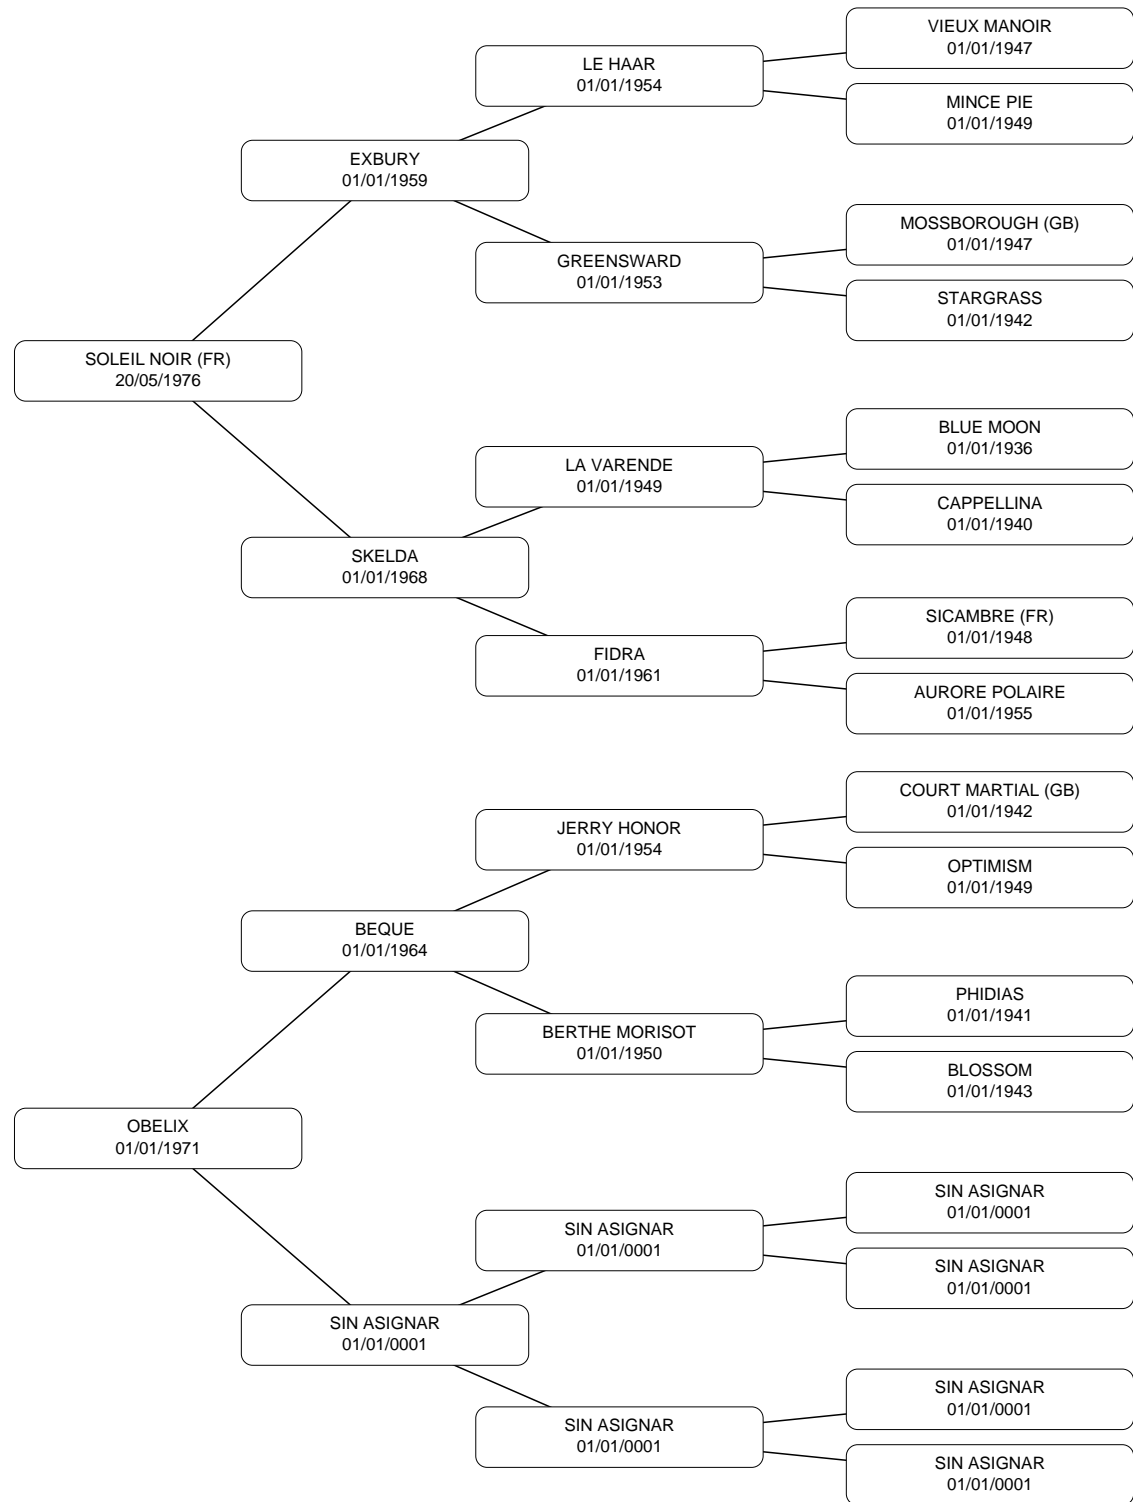 VIEUX MANOIR
01/01/1947
LE HAAR
01/01/1954
MINCE PIE
01/01/1949
EXBURY
01/01/1959
MOSSBOROUGH (GB)
01/01/1947
GREENSWARD
01/01/1953
STARGRASS
01/01/1942
SOLEIL NOIR (FR)
20/05/1976
BLUE MOON
01/01/1936
LA VARENDE
01/01/1949
CAPPELLINA
01/01/1940
SKELDA
01/01/1968
SICAMBRE (FR)
01/01/1948
FIDRA
01/01/1961
AURORE POLAIRE
01/01/1955
COURT MARTIAL (GB)
01/01/1942
JERRY HONOR
01/01/1954
OPTIMISM
01/01/1949
BEQUE
01/01/1964
PHIDIAS
01/01/1941
BERTHE MORISOT
01/01/1950
BLOSSOM
01/01/1943
OBELIX
01/01/1971
SIN ASIGNAR
01/01/0001
SIN ASIGNAR
01/01/0001
SIN ASIGNAR
01/01/0001
SIN ASIGNAR
01/01/0001
SIN ASIGNAR
01/01/0001
SIN ASIGNAR
01/01/0001
SIN ASIGNAR
01/01/0001